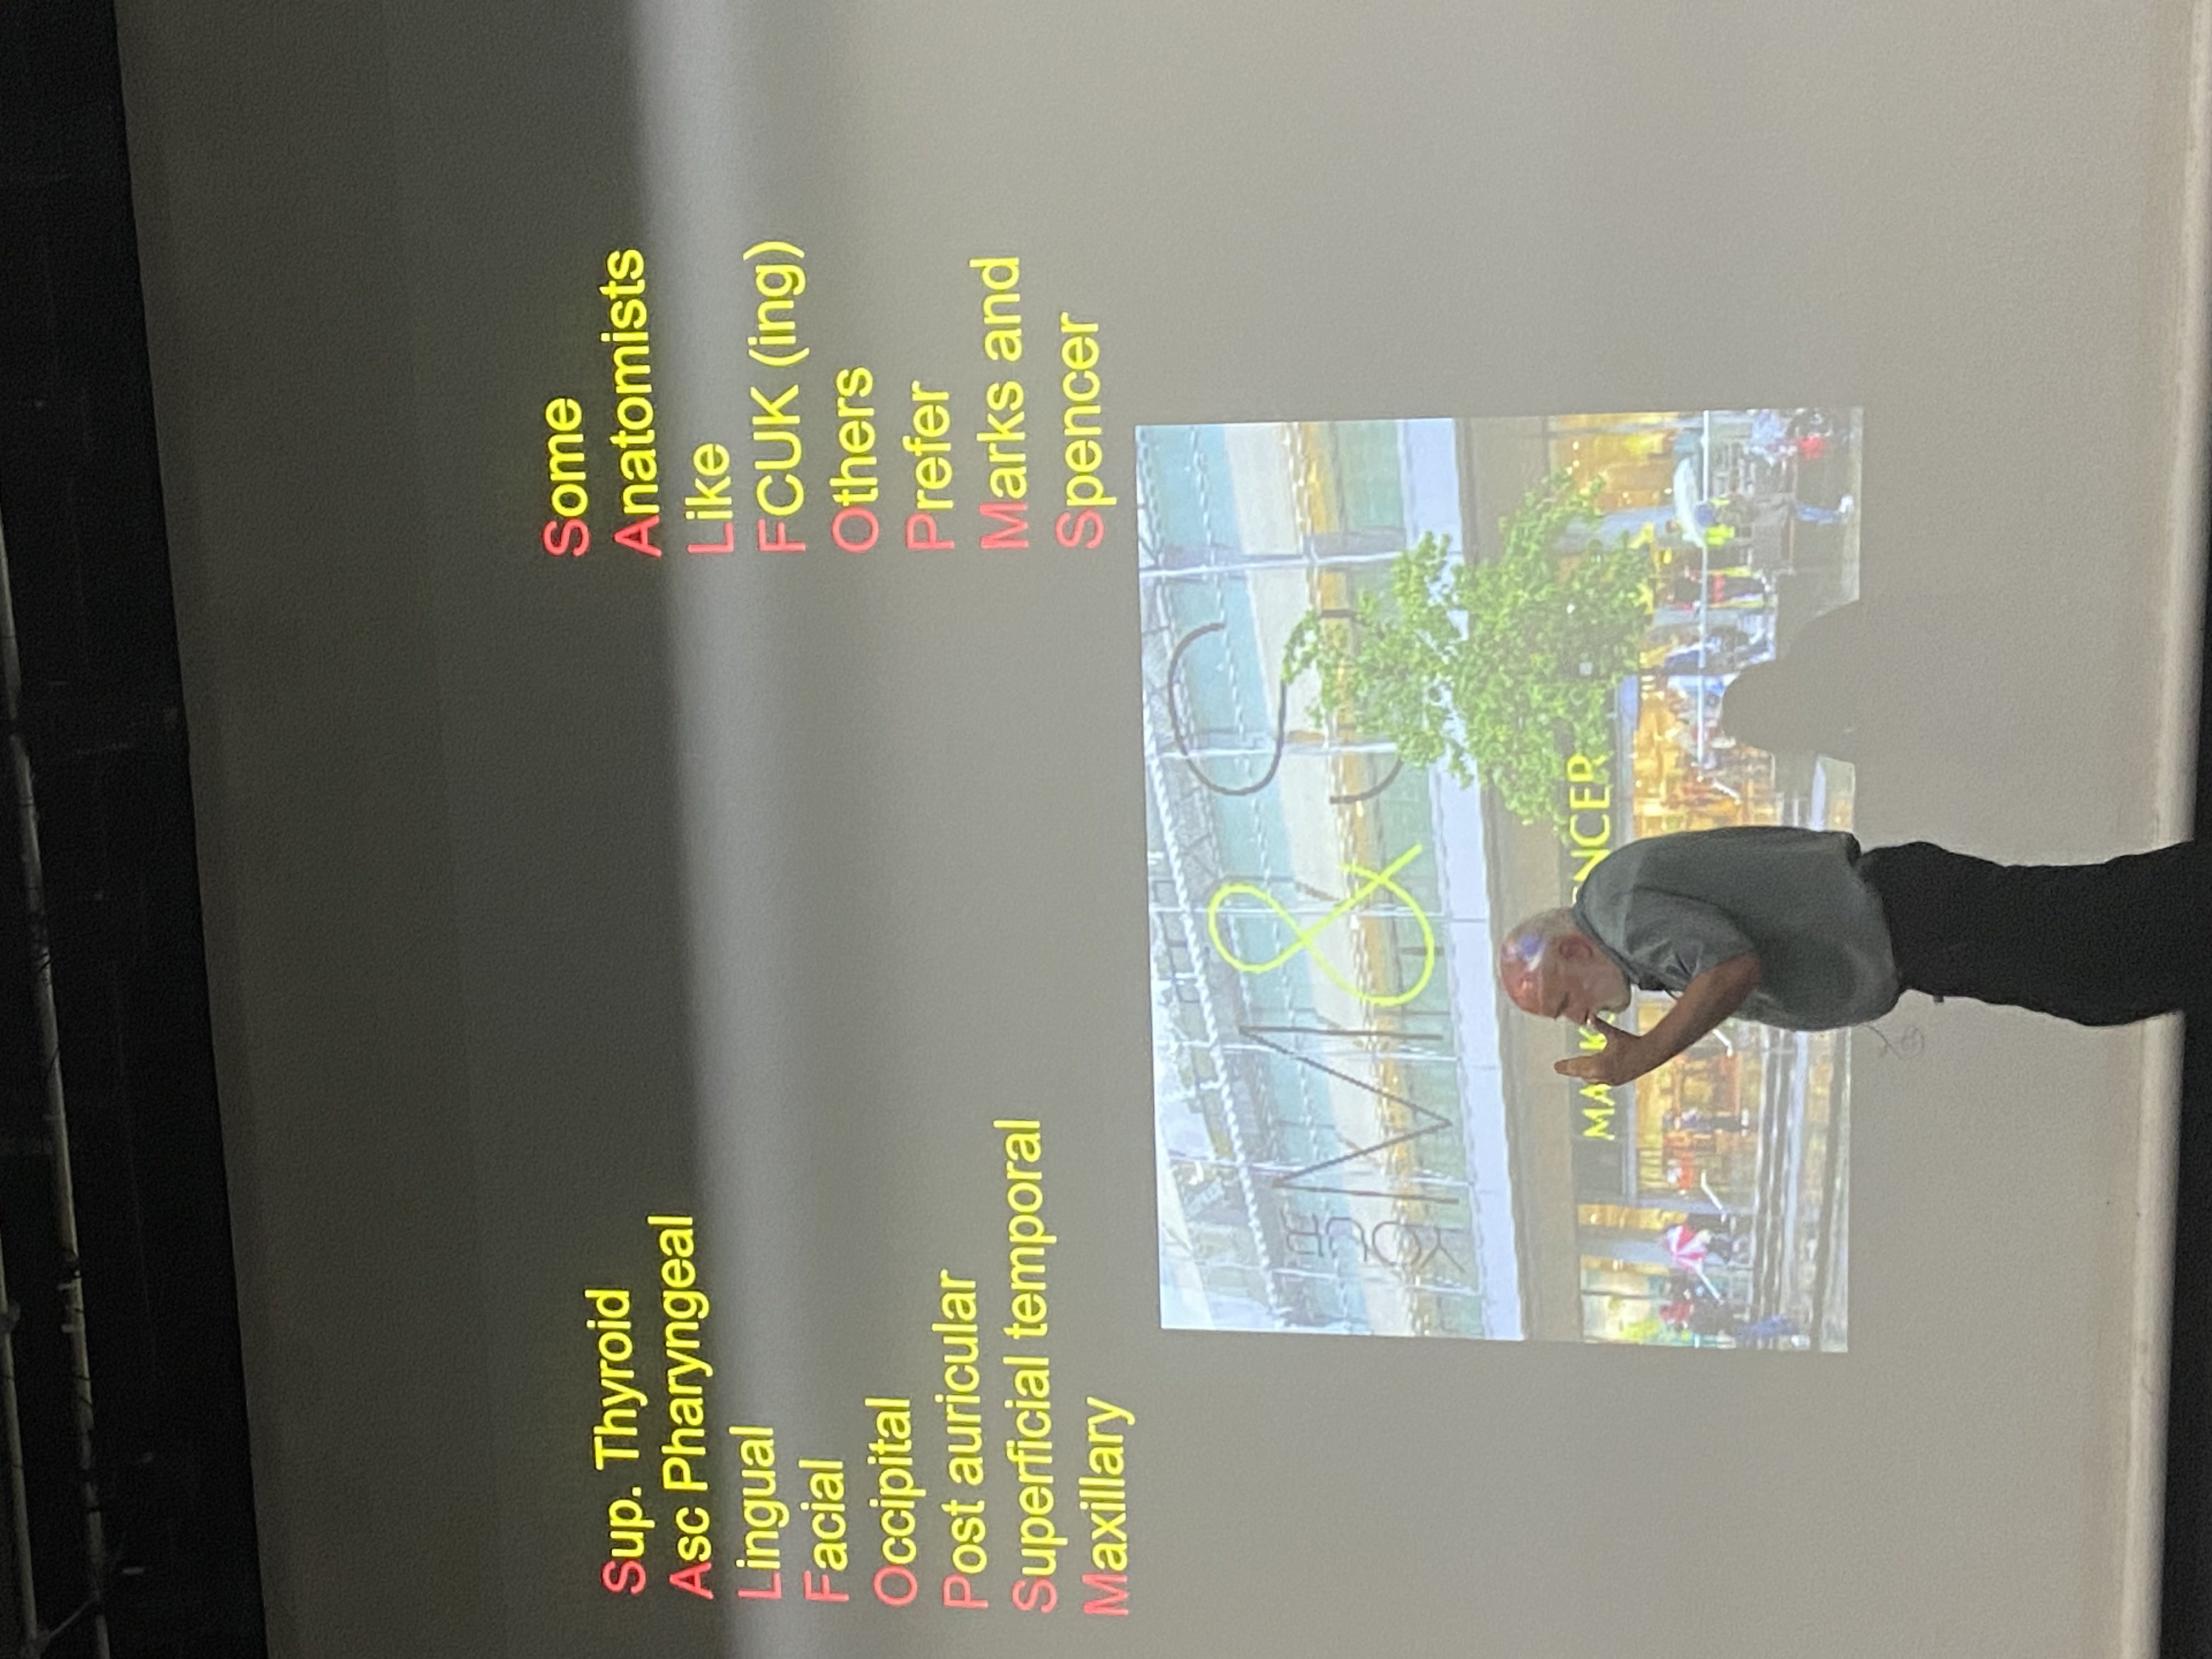 Sup. Thyroid
Asc Pharyngeal
Lingual
Facial
Occipital
Post auricular
Superficial temporal
Maxillary
Some
Anatomists
Like
FCUK (ing)
Others
Prefer
Marks and
Spencer
YOUR
M&S